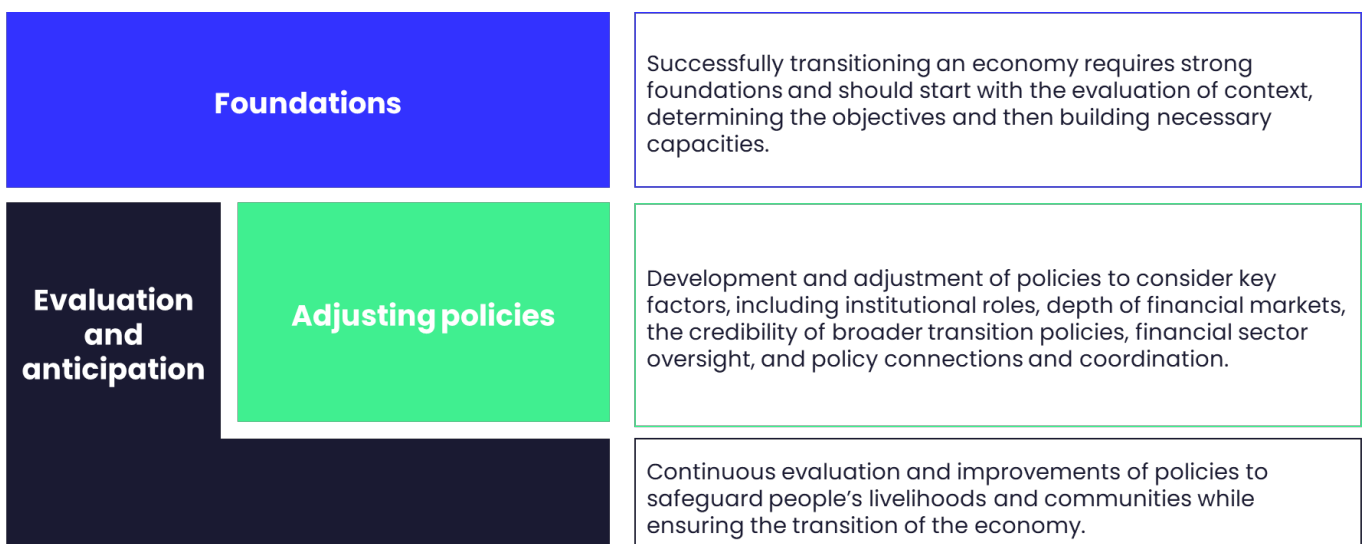 Foundations
Successfully transitioning an economy requires strong
foundations and should start with the evaluation of context,
determining the objectives and then building necessary
capacities.
Evaluation
and
anticipation
Adjusting policies
Development and adjustment of policies to consider key
factors, including institutional roles, depth of financial markets,
the credibility of broader transition policies, financial sector
oversight, and policy connections and coordination.
Continuous evaluation and improvements of policies to
safeguard people’s livelihoods and communities while
ensuring the transition of the economy.